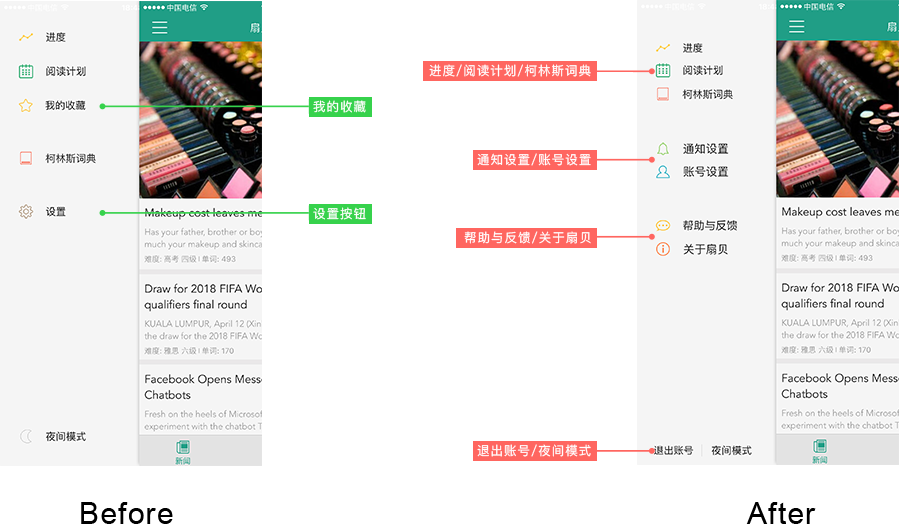 中国电信
进度
阅读计划
我的收藏
柯林斯词典
设置
夜间模式
中国电信
扇
Makeup cost leaves me
Has your father, brother or boy
much your makeup and skinca
难度: 高考 四级 | 单词: 493
Draw for 2018 FIFA Wo
qualifiers final round
KUALA LUMPUR, April 12 (Xin
the draw for the 2018 FIFA Wo
难度: 雅思 六级 | 单词: 170
Facebook Opens Messe
Chatbots
Fresh on the heels of Microsof
experiment with the chatbot T
新闻
我的收藏
设置按钮
Before
进度/阅读计划/柯林斯词典
通知设置/账号设置
帮助与反馈/关于扇贝
退出账号/夜间模式
中国电信
进度
阅读计划
柯林斯词典
通知设置
账号设置
帮助与反馈
关于扇贝
退出账号 | 夜间模式
中国电信
扇
Makeup cost leaves me
Has your father, brother or boy
much your makeup and skinca
难度: 高考 四级 | 单词: 493
Draw for 2018 FIFA Wo
qualifiers final round
KUALA LUMPUR, April 12 (Xin
the draw for the 2018 FIFA Wo
难度: 雅思 六级 | 单词: 170
Facebook Opens Messe
Chatbots
Fresh on the heels of Microsof
experiment with the chatbot T
新闻
After